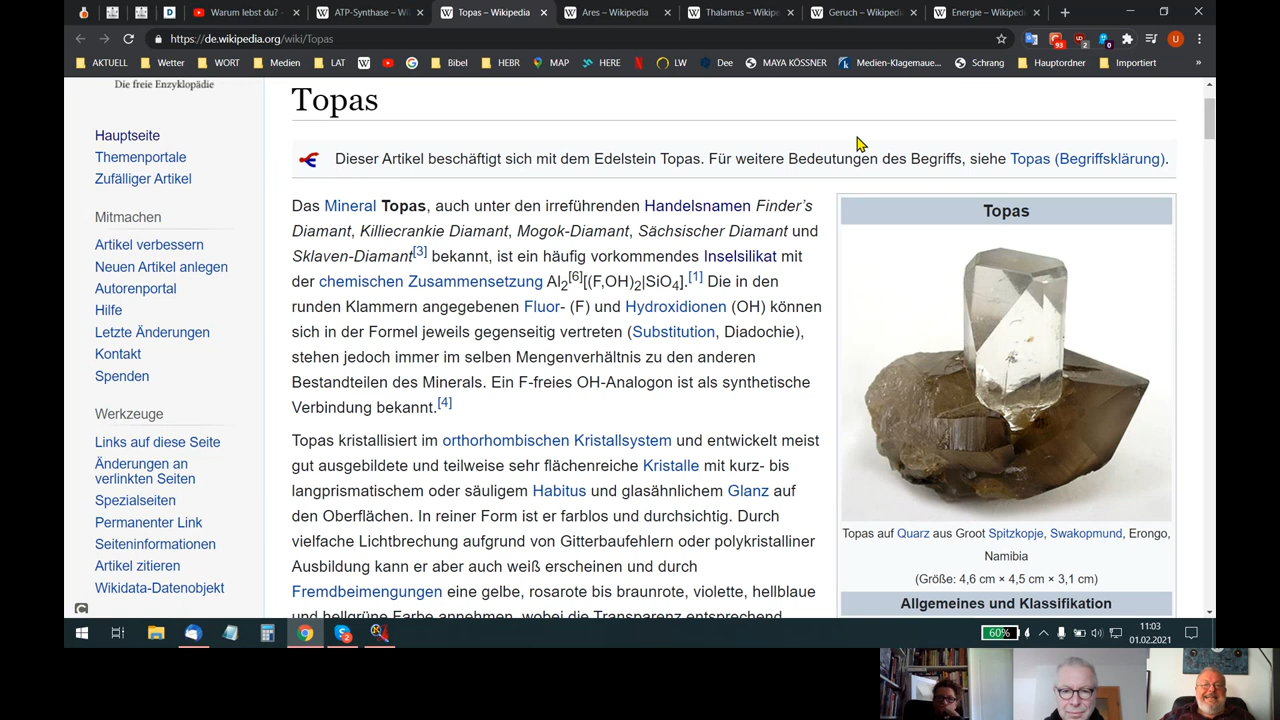 Warum lebst du? -
ATP-Synthase – Wi
Topas – Wikipedia
Ares – Wikipedia
Thalamus – Wikipe
Geruch – Wikipedi
Energie – Wikipedi
https://de.wikipedia.org/wiki/Topas
93
2
0
U
AKTUELL
Wetter
WORT
Medien
LAT
Bibel
HEBR
MAP
HERE
LW
Dee
MAYA KÖSSNER
Medien-Klagemaue...
Schrang
Hauptordner
Importiert
»
Die freie Enzyklopädie
Hauptseite
Themenportale
Zufälliger Artikel
Mitmachen
Artikel verbessern
Neuen Artikel anlegen
Autorenportal
Hilfe
Letzte Änderungen
Kontakt
Spenden
Werkzeuge
Links auf diese Seite
Änderungen an
verlinkten Seiten
Spezialseiten
Permanenter Link
Seiteninformationen
Artikel zitieren
Wikidata-Datenobjekt
Topas
Dieser Artikel beschäftigt sich mit dem Edelstein Topas. Für weitere Bedeutungen des Begriffs, siehe Topas (Begriffsklärung).
Das Mineral Topas, auch unter den irreführenden Handelsnamen Finder’s
Diamant, Killiecrankie Diamant, Mogok-Diamant, Sächsischer Diamant und
Sklaven-Diamant[3] bekannt, ist ein häufig vorkommendes Inselsilikat mit
der chemischen Zusammensetzung Al2[6][(F,OH)2|SiO4].[1] Die in den
runden Klammern angegebenen Fluor- (F) und Hydroxidionen (OH) können
sich in der Formel jeweils gegenseitig vertreten (Substitution, Diadochie),
stehen jedoch immer im selben Mengenverhältnis zu den anderen
Bestandteilen des Minerals. Ein F-freies OH-Analogon ist als synthetische
Verbindung bekannt.[4]
Topas kristallisiert im orthorhombischen Kristallsystem und entwickelt meist
gut ausgebildete und teilweise sehr flächenreiche Kristalle mit kurz- bis
langprismatischem oder säuligem Habitus und glasähnlichem Glanz auf
den Oberflächen. In reiner Form ist er farblos und durchsichtig. Durch
vielfache Lichtbrechung aufgrund von Gitterbaufehlern oder polykristalliner
Ausbildung kann er aber auch weiß erscheinen und durch
Fremdbeimengungen eine gelbe, rosarote bis braunrote, violette, hellblaue
und hellgrüne Farbe annehmen, wobei die Transparenz entsprechend
Topas
Topas auf Quarz aus Groot Spitzkopje, Swakopmund, Erongo,
Namibia
(Größe: 4,6 cm × 4,5 cm × 3,1 cm)
Allgemeines und Klassifikation
60%
11:03
01.02.2021